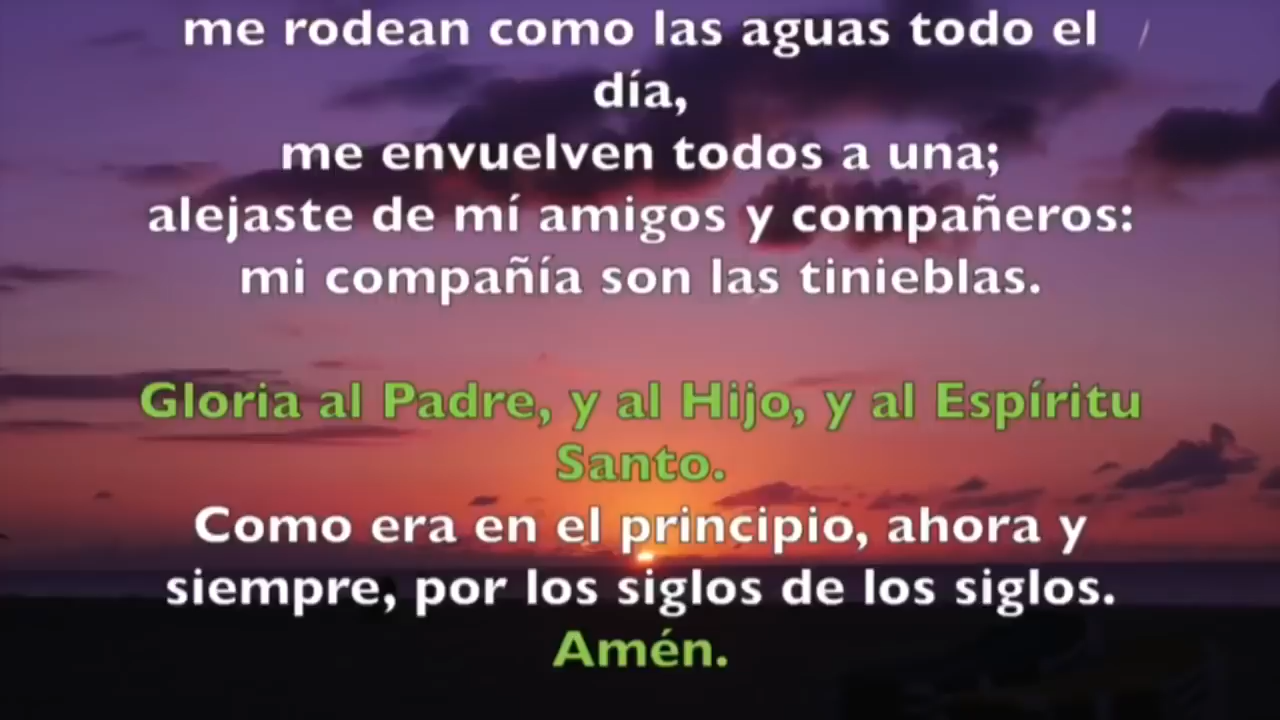 me rodean como las aguas todo el
día,
me envuelven todos a una;
alejaste de mí amigos y compañeros:
mi compañía son las tinieblas.
Gloria al Padre, y al Hijo, y al Espíritu
Santo.
Como era en el principio, ahora y
siempre, por los siglos de los siglos.
Amén.